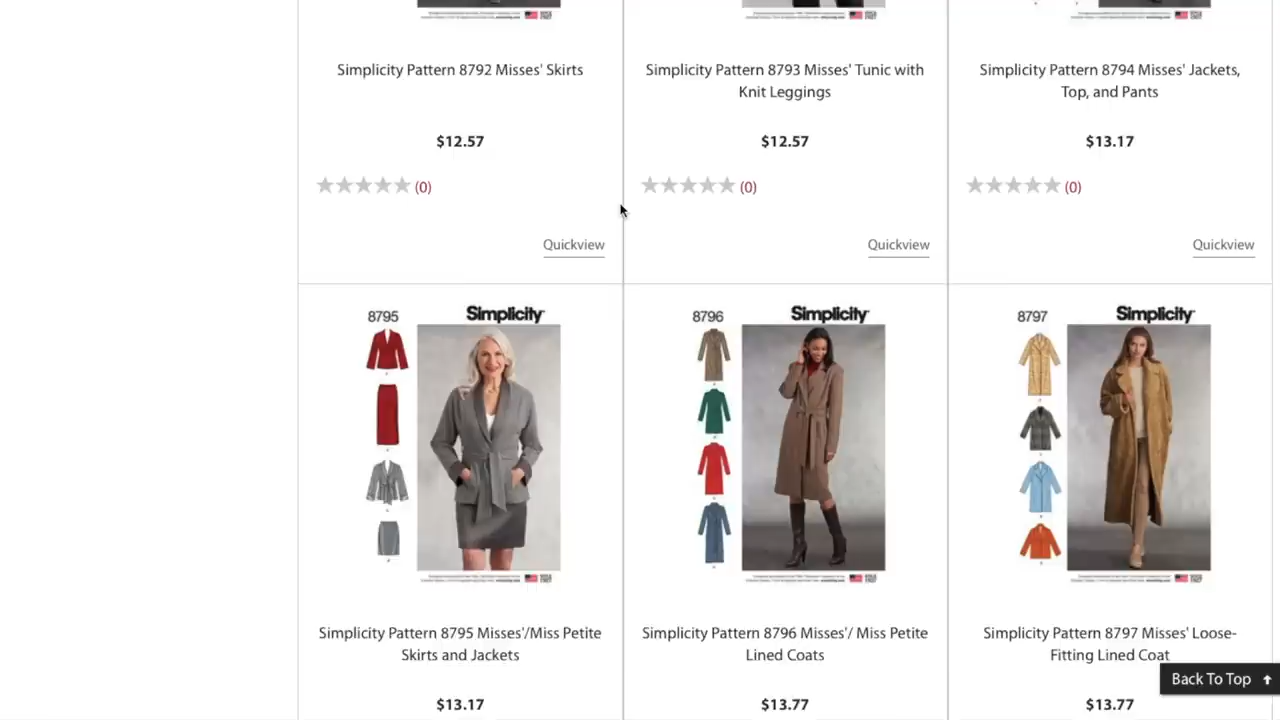 Simplicity Pattern 8792 Misses' Skirts
$12.57
(0)
Quickview
Simplicity Pattern 8793 Misses' Tunic with
Knit Leggings
$12.57
(0)
Quickview
Simplicity Pattern 8794 Misses' Jackets,
Top, and Pants
$13.17
(0)
Quickview
8795
Simplicity
Simplicity Pattern 8795 Misses'/Miss Petite
Skirts and Jackets
$13.17
8796
Simplicity
Simplicity Pattern 8796 Misses'/ Miss Petite
Lined Coats
$13.77
8797
Simplicity
Simplicity Pattern 8797 Misses' Loose-
Fitting Lined Coat
$13.77
Back To Top